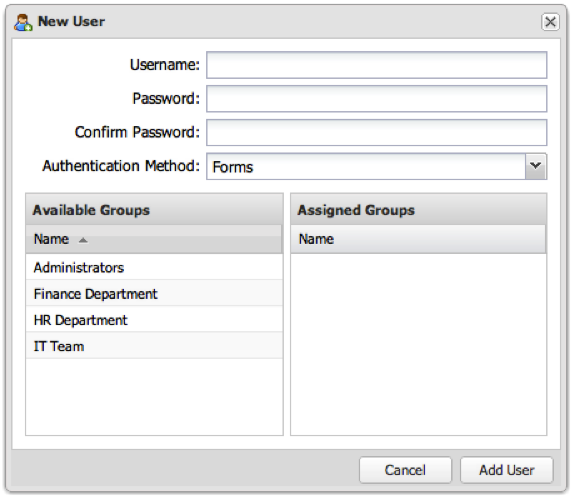 New User
Username:
Password:
Confirm Password:
Authentication Method: Forms
Available Groups
Assigned Groups
Name
Name
Administrators
Finance Department
HR Department
IT Team
Cancel
Add User